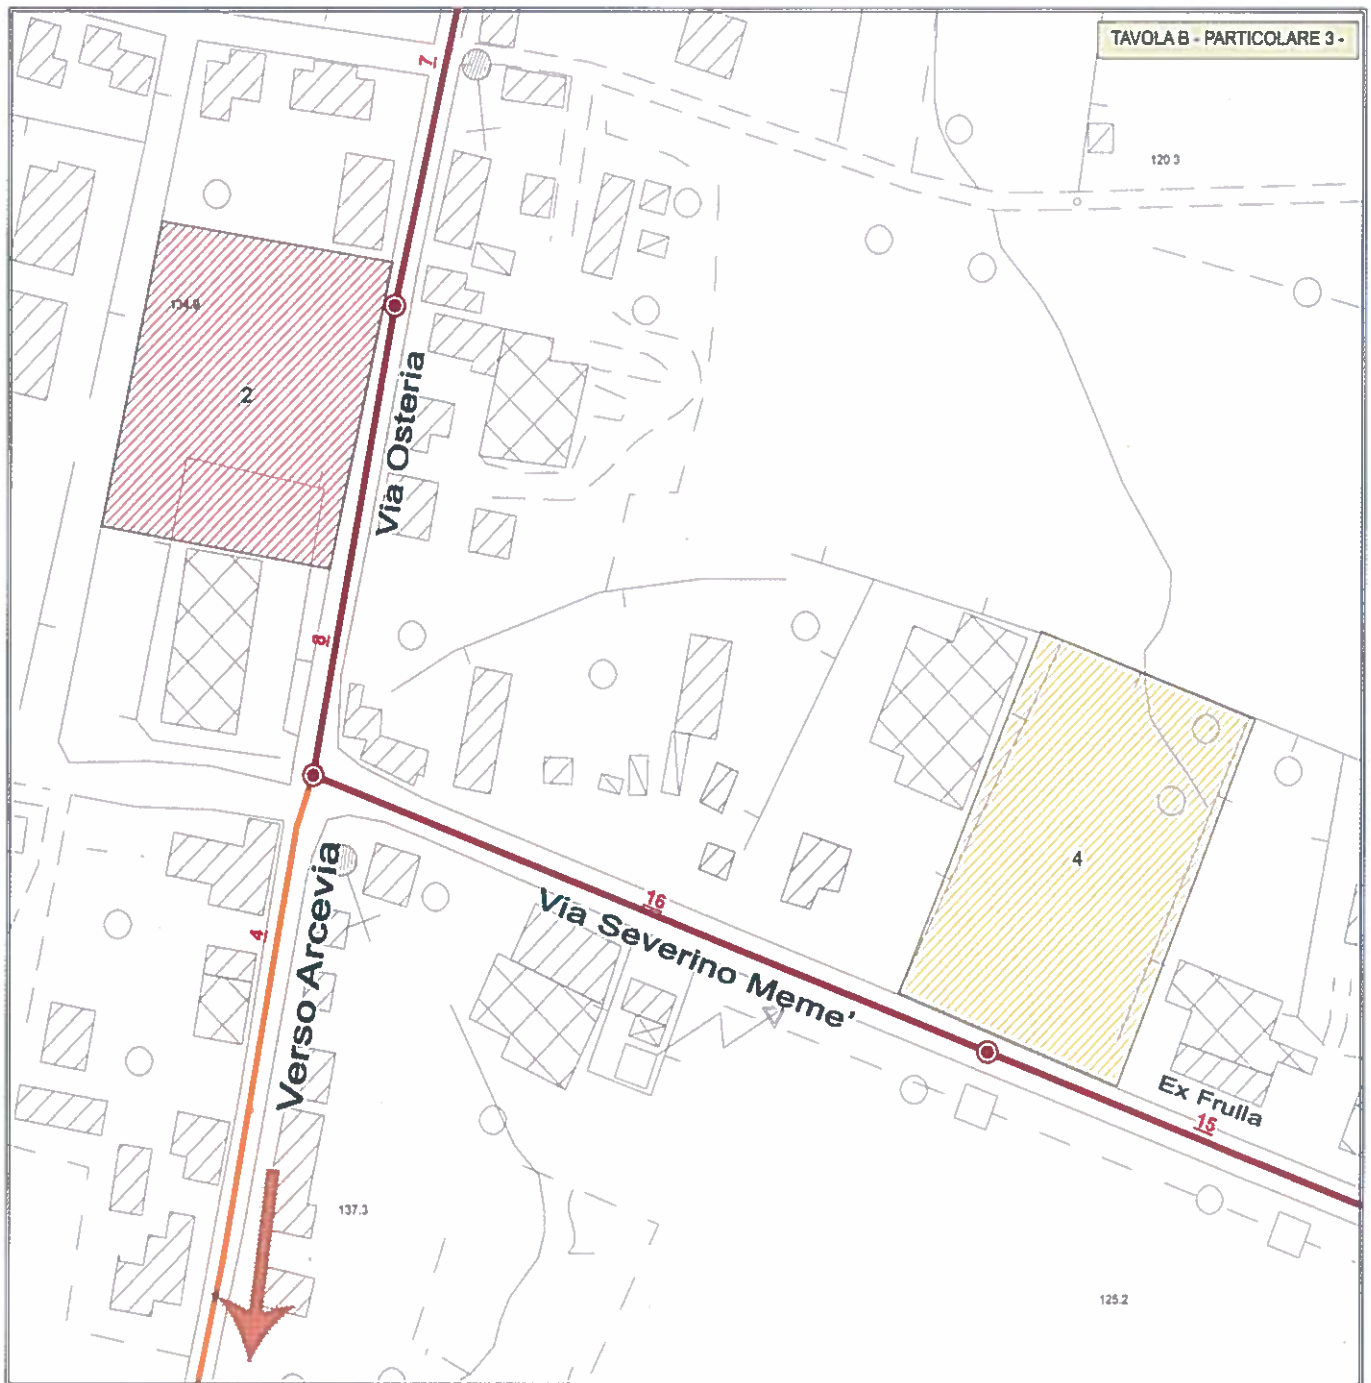 TAVOLA B - PARTICOLARE 3 -
7
120.3
134.8
2
Via Osteria
8
4
16
Via Severino Meme'
4
Verso Arcevia
Ex Frulla
15
137.3
125.2